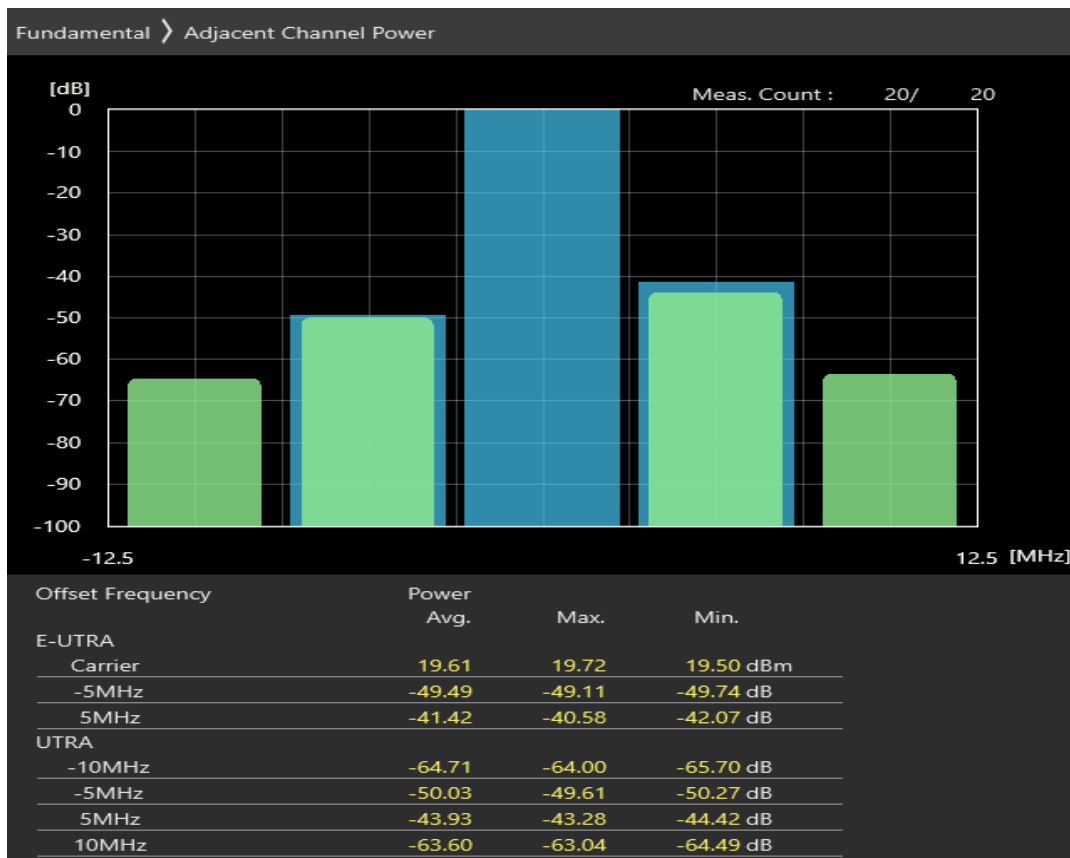 Fundamental 〉 Adjacent Channel Power
[dB]
Meas. Count : 20/ 20
0
-10
-20
-30
-40
-50
-60
-70
-80
-90
-100
-12.5 12.5 [MHz]
Offset Frequency Power
Avg. Max. Min.
E-UTRA
Carrier 19.61 19.72 19.50 dBm
-5MHz -49.49 -49.11 -49.74 dB
5MHz -41.42 -40.58 -42.07 dB
UTRA
-10MHz -64.71 -64.00 -65.70 dB
-5MHz -50.03 -49.61 -50.27 dB
5MHz -43.93 -43.28 -44.42 dB
10MHz -63.60 -63.04 -64.49 dB